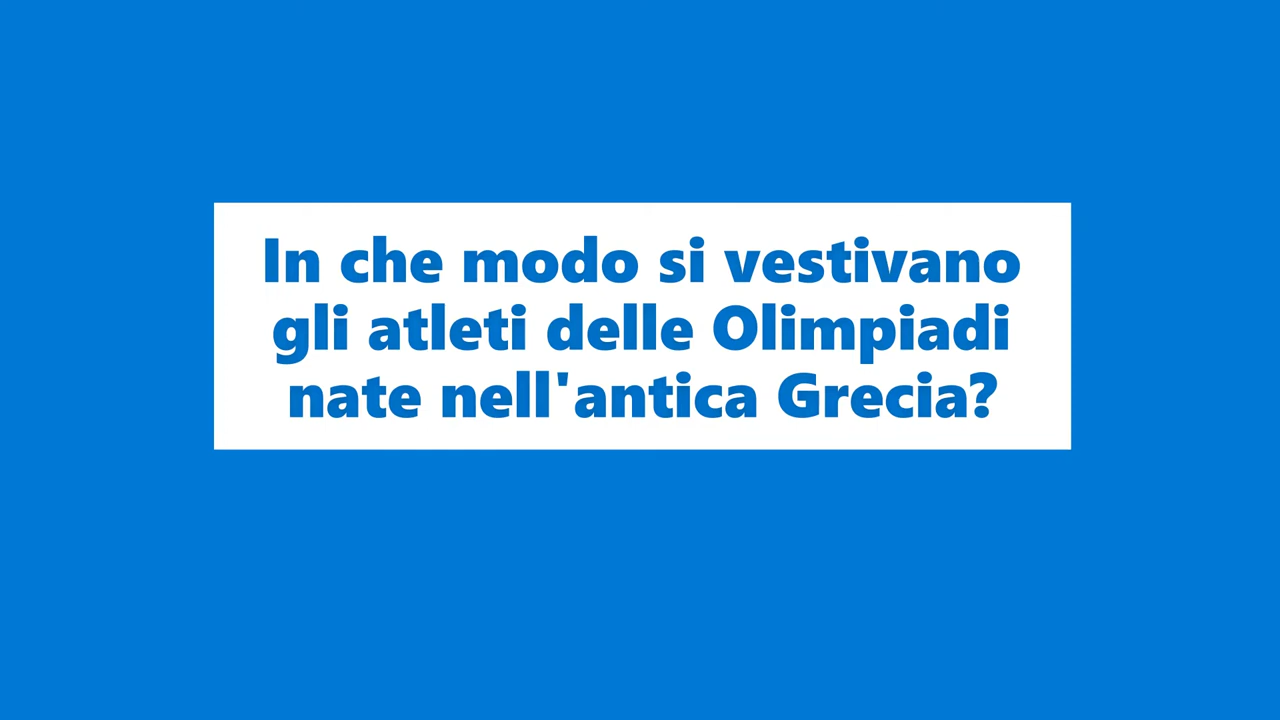 In che modo si vestivano
gli atleti delle Olimpiadi
nate nell'antica Grecia?